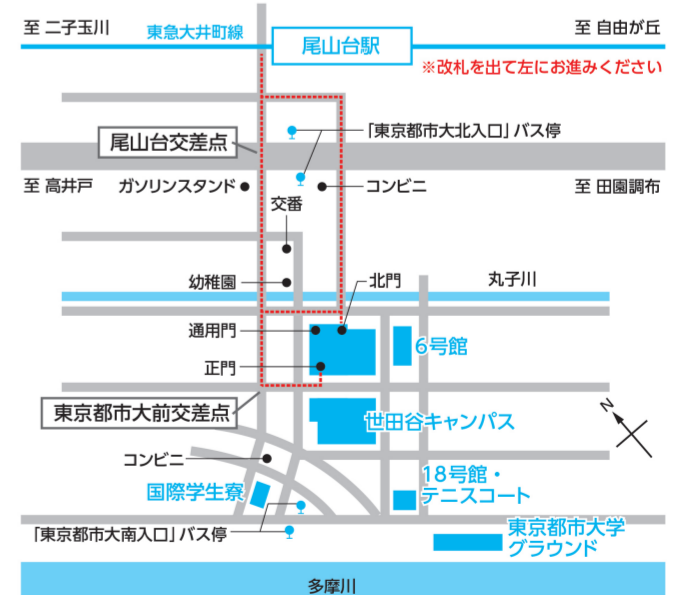 至 二子玉川
東急大井町線
尾山台駅
至 自由が丘
※改札を出て左にお進みください
「東京都市大北入口」バス停
尾山台交差点
至 高井戸
ガソリンスタンド
コンビニ
至 田園調布
交番
幼稚園
北門
丸子川
通用門
6号館
正門
東京都市大前交差点
世田谷キャンパス
N
コンビニ
18号館・
テニスコート
国際学生寮
「東京都市大南入口」バス停
東京都市大学
グラウンド
多摩川